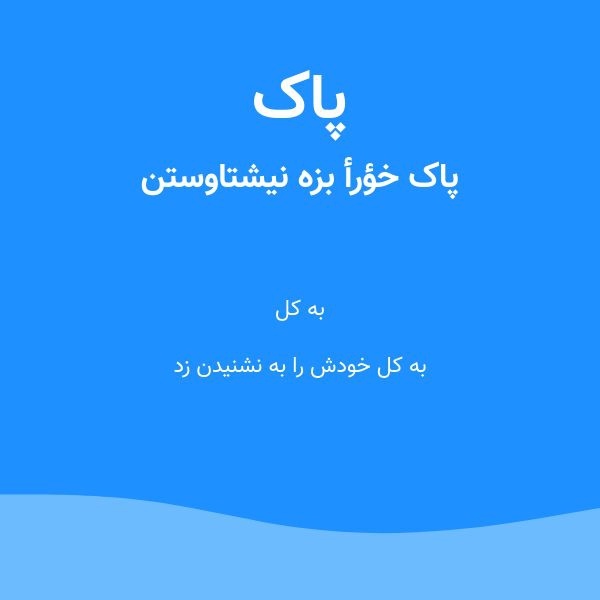 پاک
پاک خؤرأ بزه نیشتاوستن
به کل
به کل خودش را به نشنیدن زد